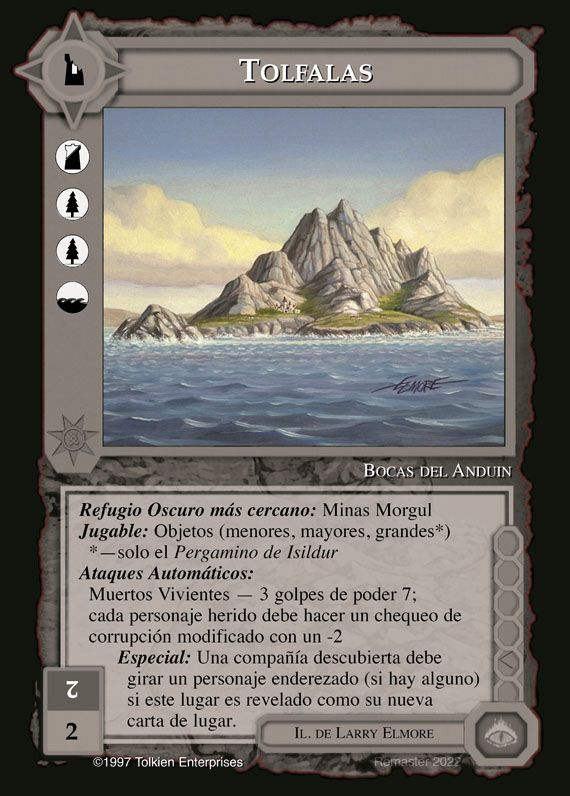 Tolfalas
ELMORE
Bocas del Anduin
Refugio Oscuro más cercano: Minas Morgul
Jugable: Objetos (menores, mayores, grandes*)
*—solo el Pergamino de Isildur
Ataques Automáticos:
Muertos Vivientes — 3 golpes de poder 7;
cada personaje herido debe hacer un chequeo de
corrupción modificado con un -2
Especial: Una compañía descubierta debe
girar un personaje enderezado (si hay alguno)
si este lugar es revelado como su nueva
carta de lugar.
2
2
Il. de Larry Elmore
©1997 Tolkien Enterprises
Remaster 2022